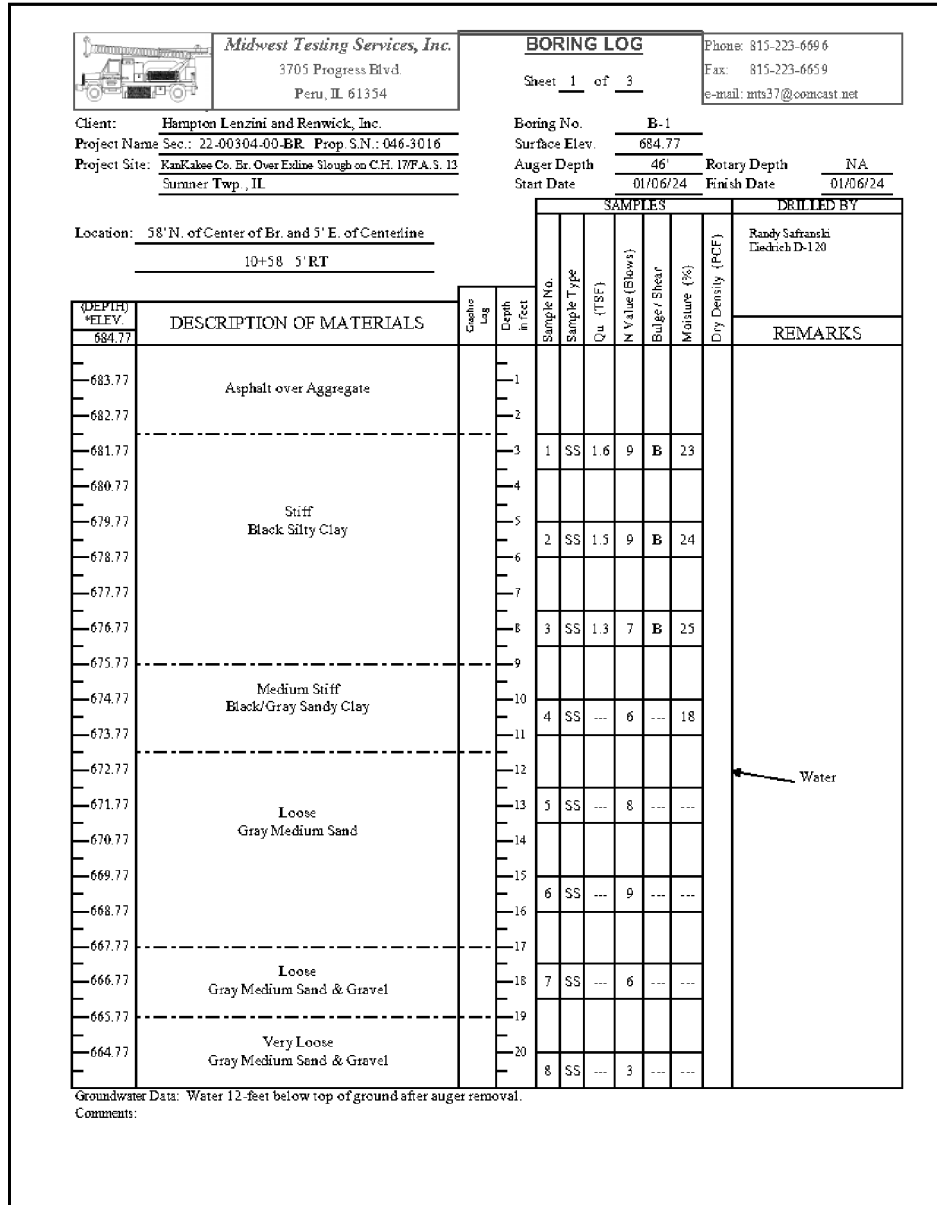 Midwest Testing Services, Inc.
3705 Progress Blvd.
Peru, IL 61354
BORING LOG
Sheet 1 of 3
Phone: 815-223-6696
Fax: 815-223-6659
e-mail: mts37@comcast.net
Client: Hampton Lenzini and Renwick, Inc.
Project Name Sec.: 22-00304-00-BR Prop. S.N.: 046-3016
Project Site: KanKakee Co. Br. Over Exline Slough on C.H. 17/F.A.S. 13
Sumner Twp., IL
Boring No. B-1
Surface Elev. 684.77
Auger Depth 46' Rotary Depth NA
Start Date 01/06/24 Finish Date 01/06/24
Location: 58' N. of Center of Br. and 5' E. of Centerline
10+58 5' RT
SAMPLES
DRILLED BY
Randy Safranski
Diedrich D-120
(DEPTH)
*ELEV.
684.77
DESCRIPTION OF MATERIALS
Graphic Log
Depth in feet
Sample No.
Sample Type
Qu (TSF)
N Value (Blows)
Bulge / Shear
Moisture (%)
Dry Density (PCF)
REMARKS
683.77 1
Asphalt over Aggregate
682.77 2
681.77 3 1 SS 1.6 9 B 23
680.77 4
Stiff
679.77 5
Black Silty Clay
2 SS 1.5 9 B 24
678.77 6
677.77 7
676.77 8 3 SS 1.3 7 B 25
675.77 9
Medium Stiff
674.77 10
Black/Gray Sandy Clay
4 SS --- 6 --- 18
673.77 11
672.77 12
Water
671.77 13 5 SS --- 8 --- ---
Loose
Gray Medium Sand
670.77 14
669.77 15
6 SS --- 9 --- ---
668.77 16
667.77 17
Loose
666.77 18 7 SS --- 6 --- ---
Gray Medium Sand & Gravel
665.77 19
Very Loose
664.77 20
Gray Medium Sand & Gravel
8 SS --- 3 --- ---
Groundwater Data: Water 12-feet below top of ground after auger removal.
Comments: